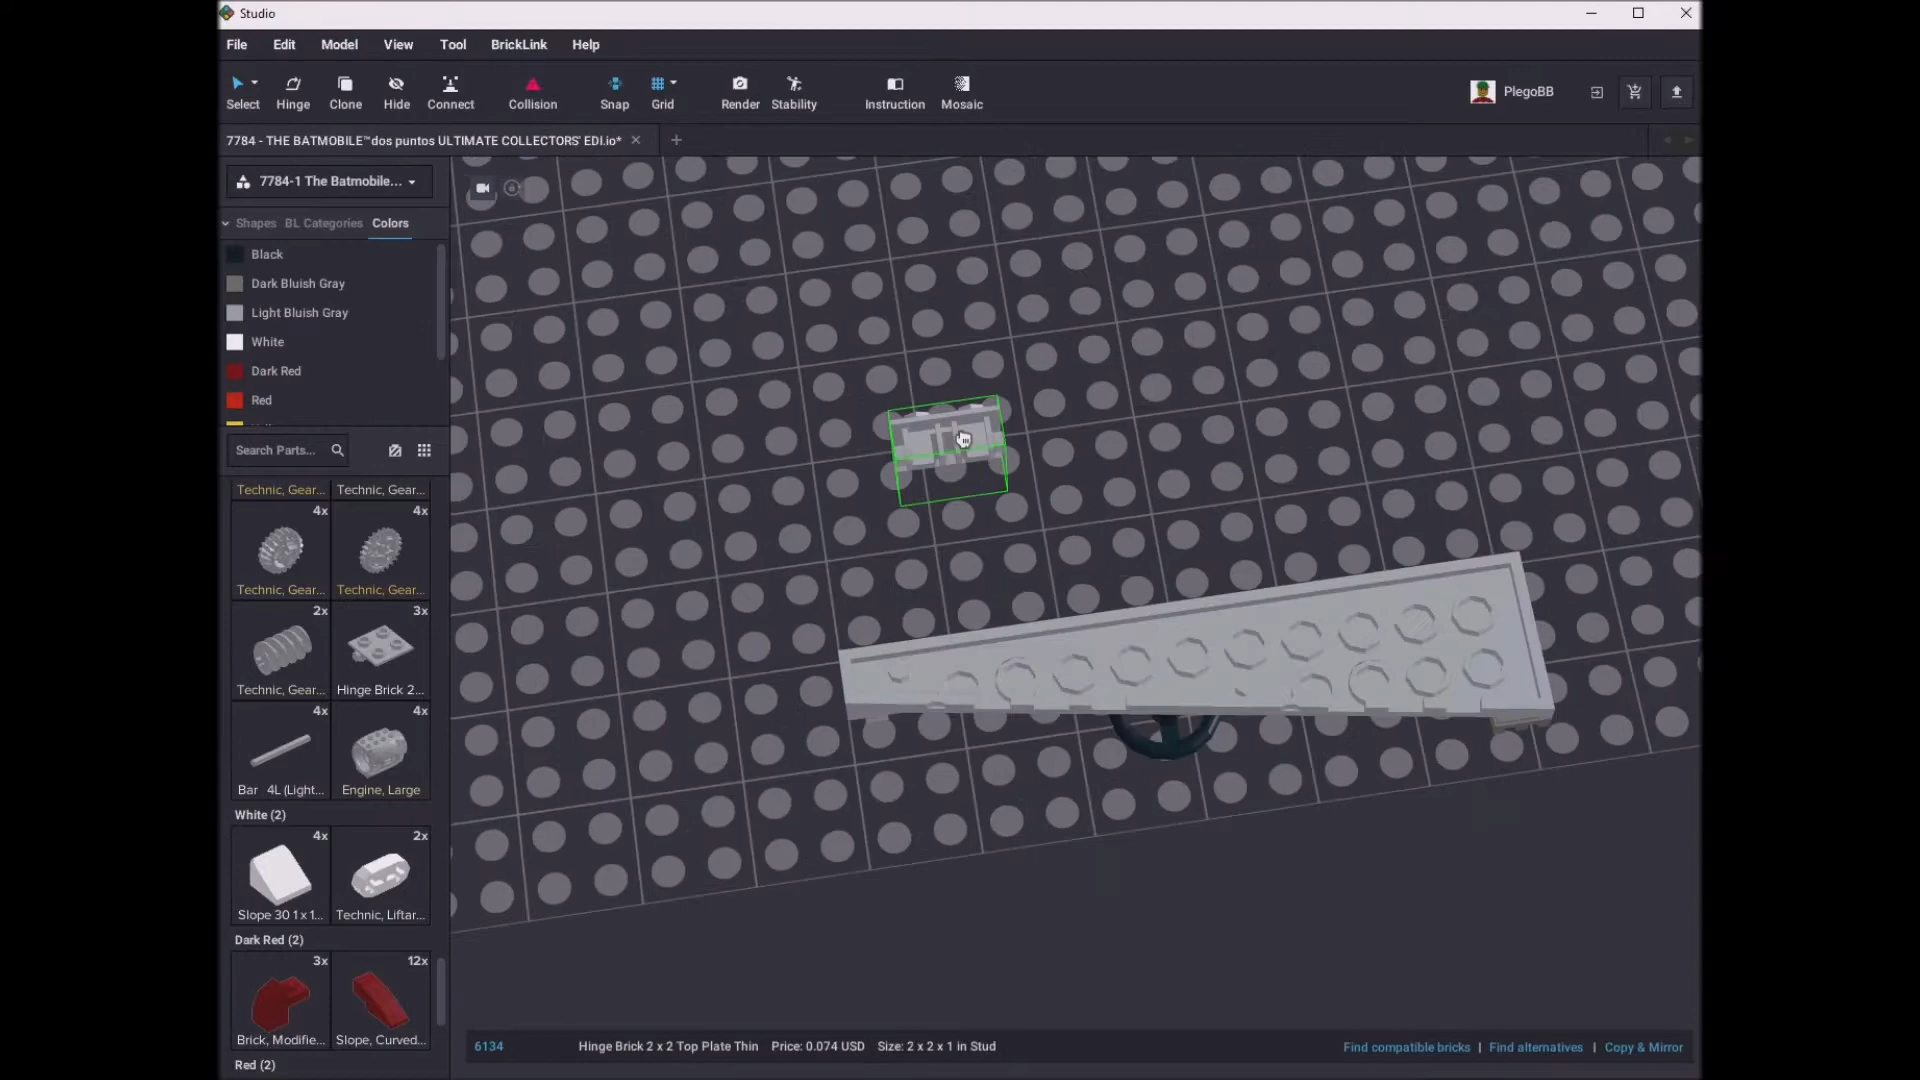 Studio
File Edit Model View Tool BrickLink Help
Select Hinge Clone Hide Connect Collision Snap Grid Render Stability Instruction Mosaic PlegoBB
7784 - THE BATMOBILE™dos puntos ULTIMATE COLLECTORS' EDI.io*
7784-1 The Batmobile...
Shapes BL Categories Colors
Black
Dark Bluish Gray
Light Bluish Gray
White
Dark Red
Red
Search Parts...
Technic, Gear... Technic, Gear...
4x 4x
Technic, Gear... Technic, Gear...
2x 3x
Technic, Gear... Hinge Brick 2...
4x 4x
Bar 4L (Light... Engine, Large
White (2)
4x 2x
Slope 30 1 x 1... Technic, Liftar...
Dark Red (2)
3x 12x
Brick, Modifie... Slope, Curved...
Red (2)
6134 Hinge Brick 2 x 2 Top Plate Thin Price: 0.074 USD Size: 2 x 2 x 1 in Stud Find compatible bricks | Find alternatives | Copy & Mirror